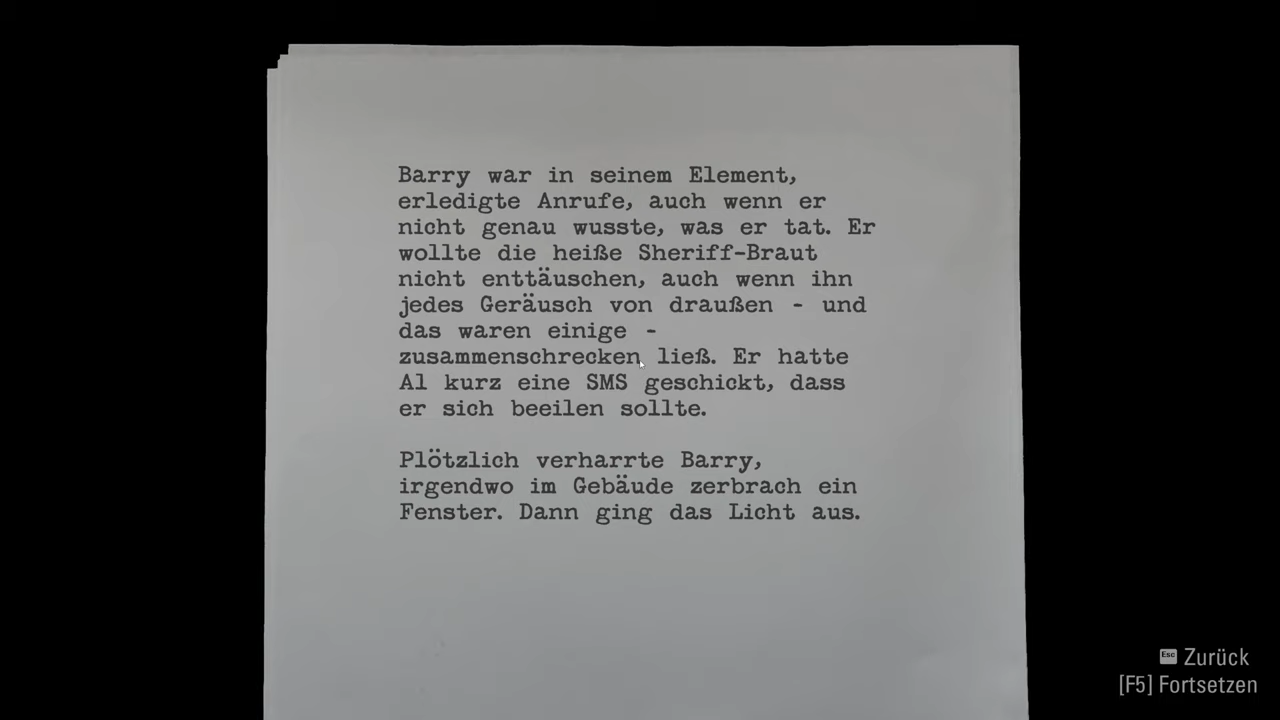 Barry war in seinem Element,
erledigte Anrufe, auch wenn er
nicht genau wusste, was er tat. Er
wollte die heiße Sheriff-Braut
nicht enttäuschen, auch wenn ihn
jedes Geräusch von draußen - und
das waren einige -
zusammenschrecken ließ. Er hatte
Al kurz eine SMS geschickt, dass
er sich beeilen sollte.
Plötzlich verharrte Barry,
irgendwo im Gebäude zerbrach ein
Fenster. Dann ging das Licht aus.
Esc Zurück
[F5] Fortsetzen